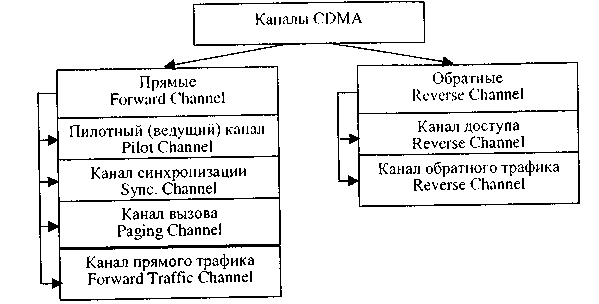 Каналы CDMA
Прямые
Forward Channel
Пилотный (ведущий) канал
Pilot Channel
Канал синхронизации
Sync. Channel
Канал вызова
Paging Channel
Канал прямого трафика
Forward Traffic Channel
Обратные
Reverse Channel
Канал доступа
Reverse Channel
Канал обратного трафика
Reverse Channel